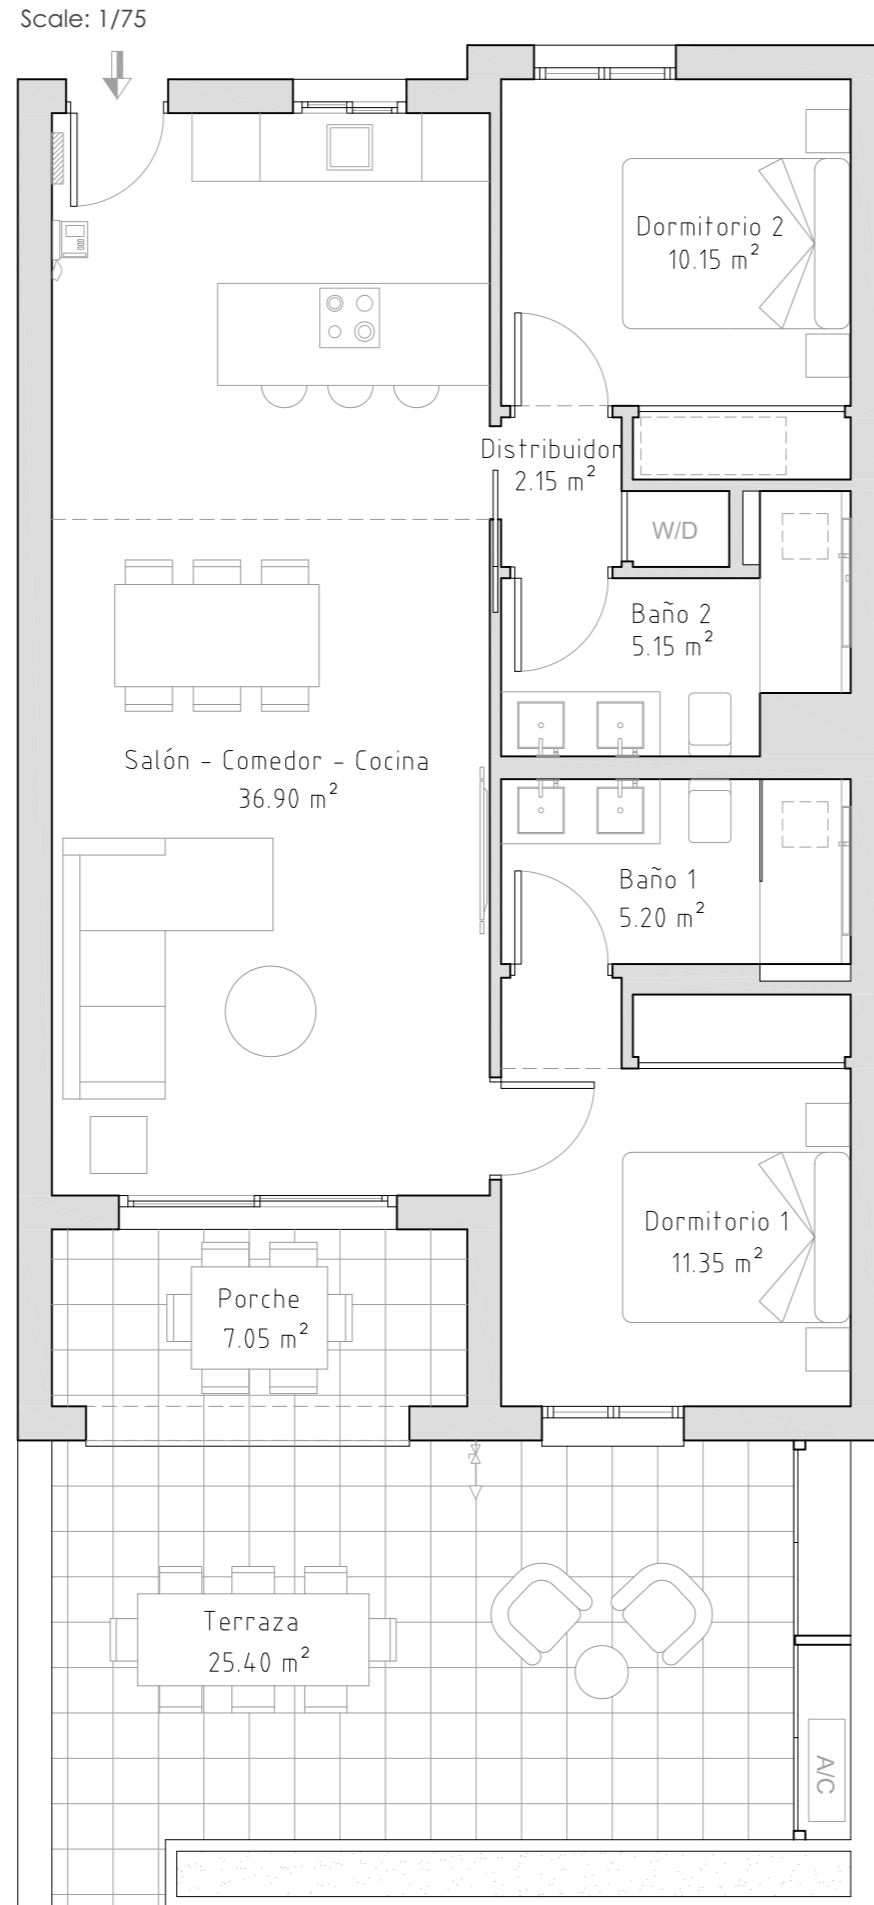 Scale: 1/75
Dormitorio 2
10.15 m²
Distribuidor
2.15 m²
W/D
Baño 2
5.15 m²
Salón - Comedor - Cocina
36.90 m²
Baño 1
5.20 m²
Dormitorio 1
11.35 m²
Porche
7.05 m²
Terraza
25.40 m²
A/C